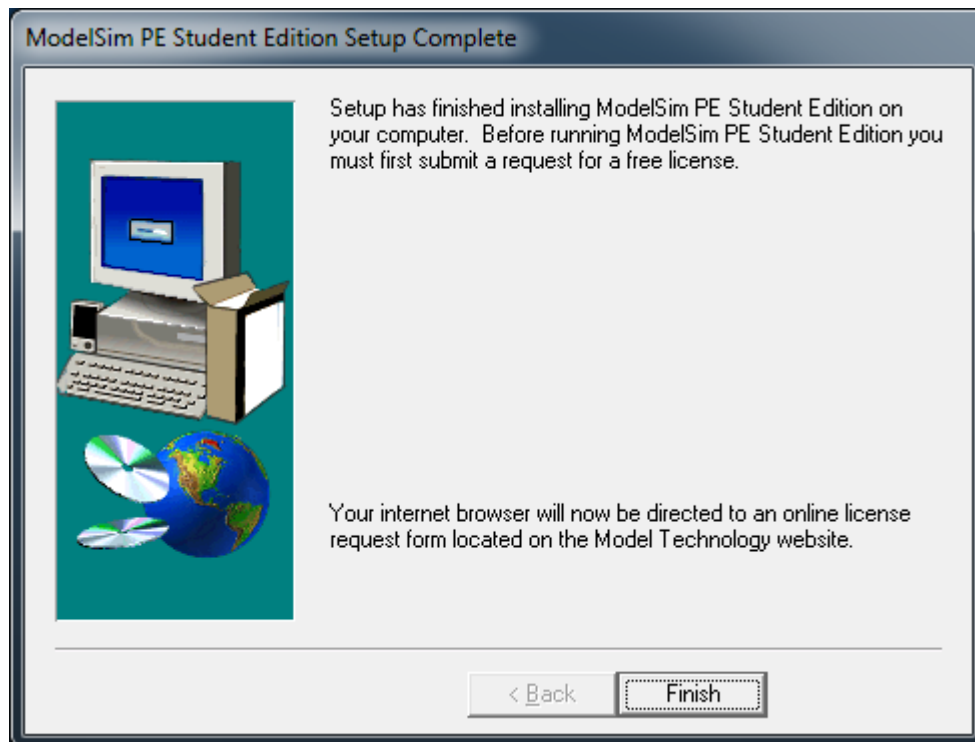 ModelSim PE Student Edition Setup Complete
Setup has finished installing ModelSim PE Student Edition on
your computer.  Before running ModelSim PE Student Edition you
must first submit a request for a free license.
Your internet browser will now be directed to an online license
request form located on the Model Technology website.
< Back
Finish